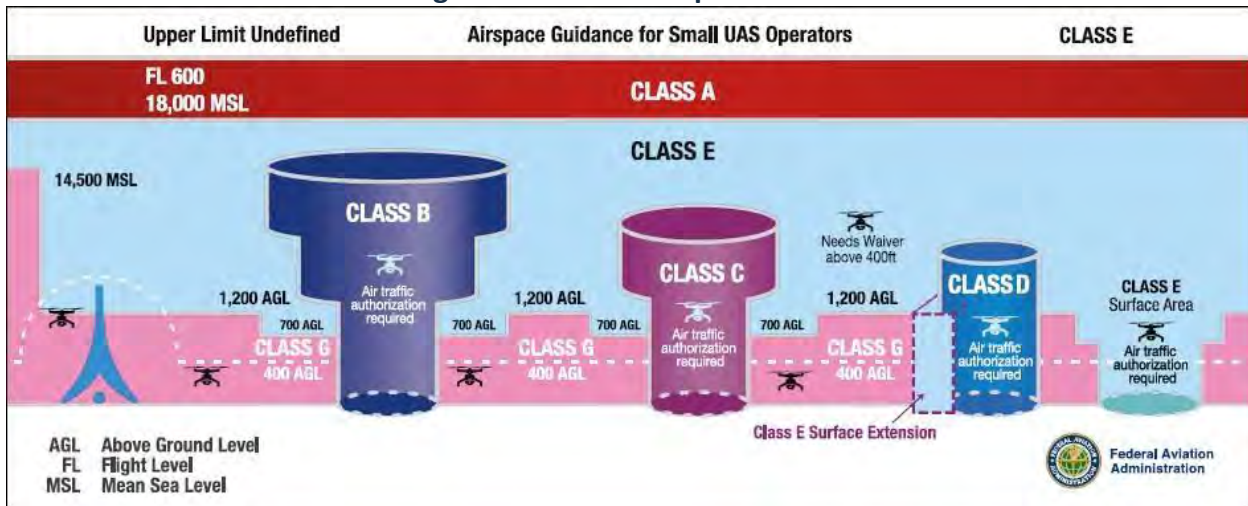 Upper Limit Undefined
Airspace Guidance for Small UAS Operators
CLASS E
FL 600
18,000 MSL
CLASS A
CLASS E
14,500 MSL
CLASS B
Air traffic
authorization
required
CLASS C
Air traffic
authorization
required
Needs Waiver
above 400ft
CLASS D
Air traffic
authorization
required
CLASS E
Surface Area
Air traffic
authorization
required
1,200 AGL
700 AGL
CLASS G
400 AGL
700 AGL
1,200 AGL
CLASS G
400 AGL
700 AGL
700 AGL
1,200 AGL
CLASS G
400 AGL
Class E Surface Extension
AGL Above Ground Level
FL Flight Level
MSL Mean Sea Level
FEDERAL AVIATION
ADMINISTRATION
Federal Aviation
Administration